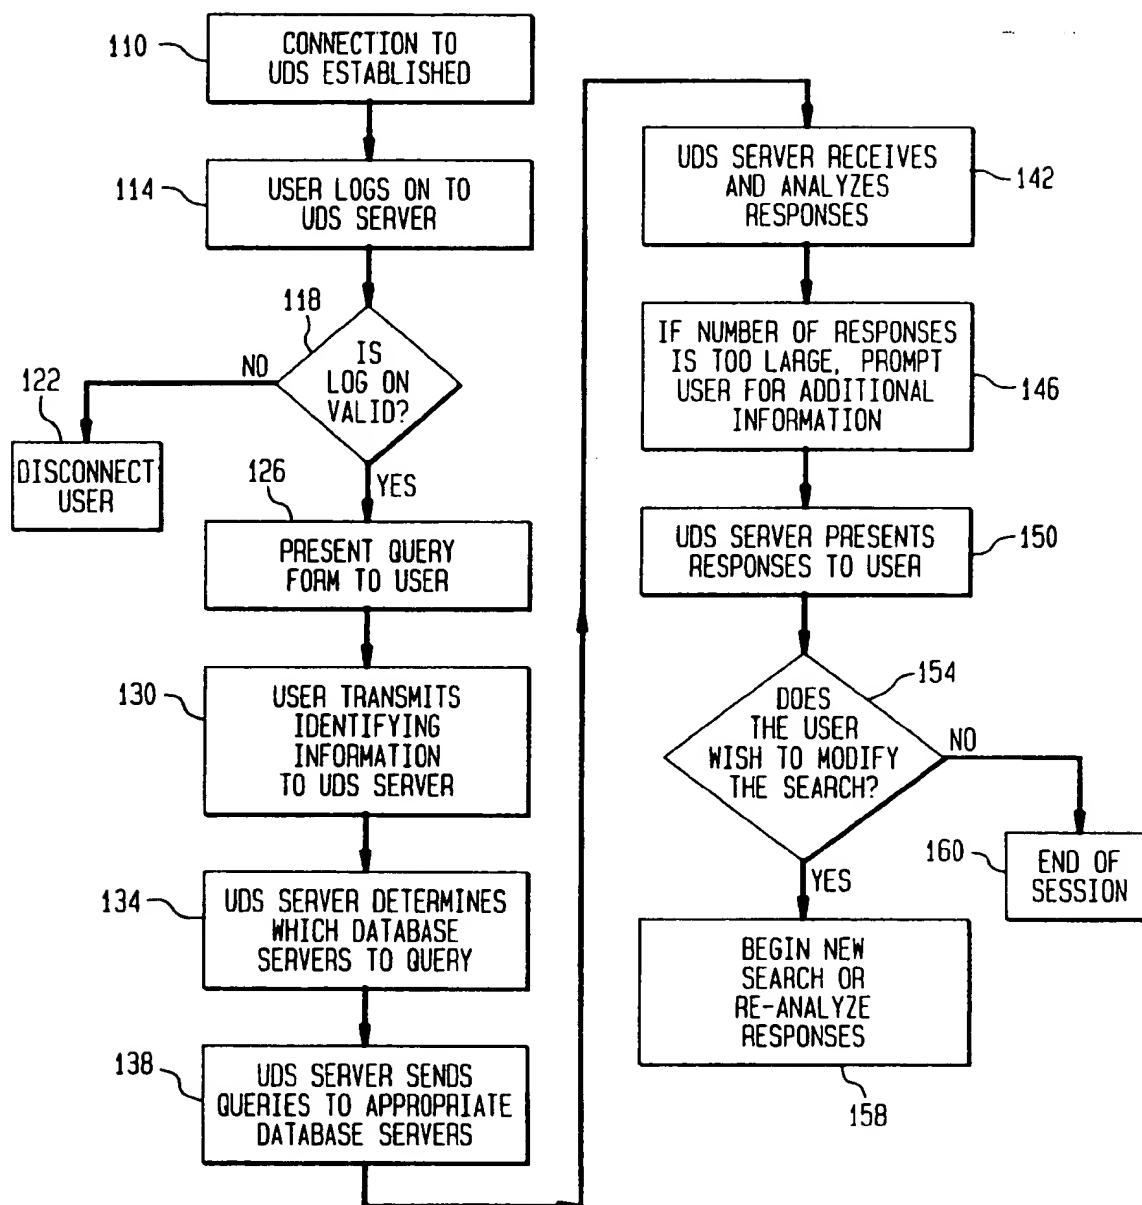 110
CONNECTION TO
UDS ESTABLISHED
114
USER LOGS ON TO
UDS SERVER
118
IS
LOG ON
VALID?
NO
122
DISCONNECT
USER
YES
126
PRESENT QUERY
FORM TO USER
130
USER TRANSMITS
IDENTIFYING
INFORMATION
TO UDS SERVER
134
UDS SERVER DETERMINES
WHICH DATABASE
SERVERS TO QUERY
138
UDS SERVER SENDS
QUERIES TO APPROPRIATE
DATABASE SERVERS
UDS SERVER RECEIVES
AND ANALYZES
RESPONSES
142
IF NUMBER OF RESPONSES
IS TOO LARGE, PROMPT
USER FOR ADDITIONAL
INFORMATION
146
UDS SERVER PRESENTS
RESPONSES TO USER
150
154
DOES
THE USER
WISH TO MODIFY
THE SEARCH?
NO
160
END OF
SESSION
YES
BEGIN NEW
SEARCH OR
RE-ANALYZE
RESPONSES
158